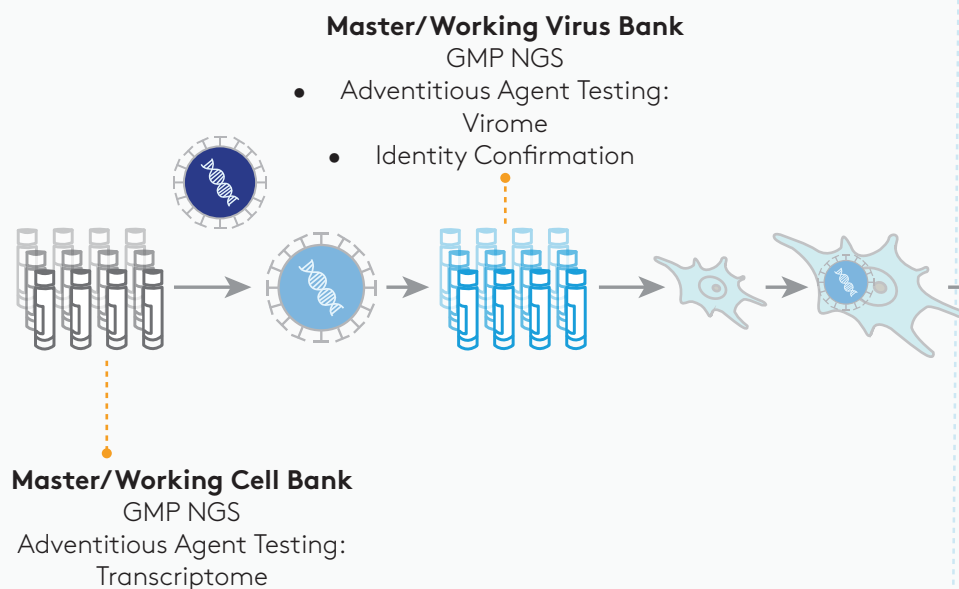 Master/Working Virus Bank
GMP NGS
• Adventitious Agent Testing:
Virome
• Identity Confirmation
Master/Working Cell Bank
GMP NGS
Adventitious Agent Testing:
Transcriptome